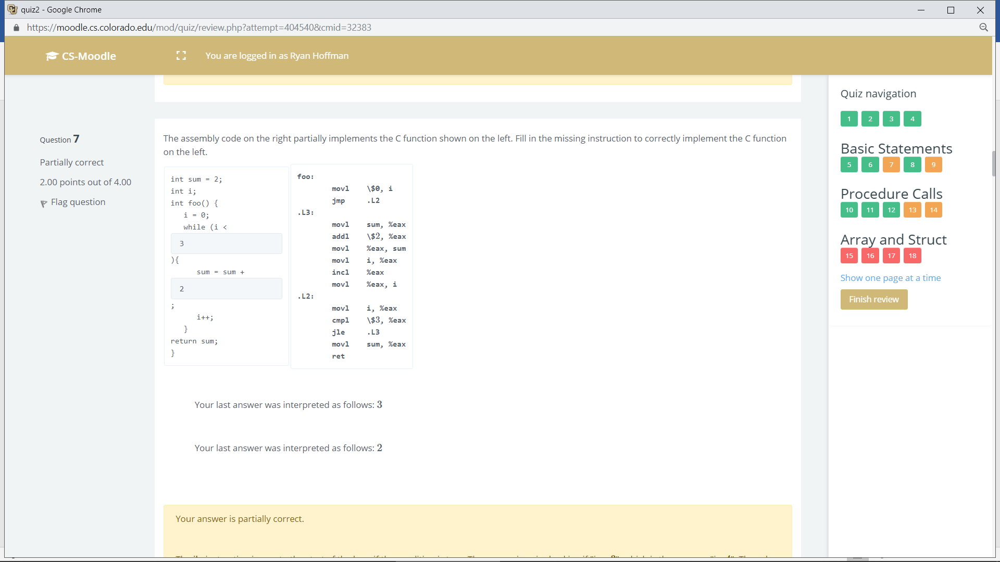 quiz2 - Google Chrome
https://moodle.cs.colorado.edu/mod/quiz/review.php?attempt=404540&cmid=32383
CS-Moodle
You are logged in as Ryan Hoffman
Question 7
Partially correct
2.00 points out of 4.00
Flag question
The assembly code on the right partially implements the C function shown on the left. Fill in the missing instruction to correctly implement the C function
on the left.
int sum = 2;
int i;
int foo() {
i = 0;
while (i <
3
){
sum = sum +
2
;
i++;
}
return sum;
}
foo:
movl \$0, i
jmp .L2
.L3:
movl sum, %eax
addl \$2, %eax
movl %eax, sum
movl i, %eax
incl %eax
movl %eax, i
.L2:
movl i, %eax
cmpl \$3, %eax
jle .L3
movl sum, %eax
ret
Your last answer was interpreted as follows: 3
Your last answer was interpreted as follows: 2
Your answer is partially correct.
Quiz navigation
1 2 3 4
Basic Statements
5 6 7 8 9
Procedure Calls
10 11 12 13 14
Array and Struct
15 16 17 18
Show one page at a time
Finish review